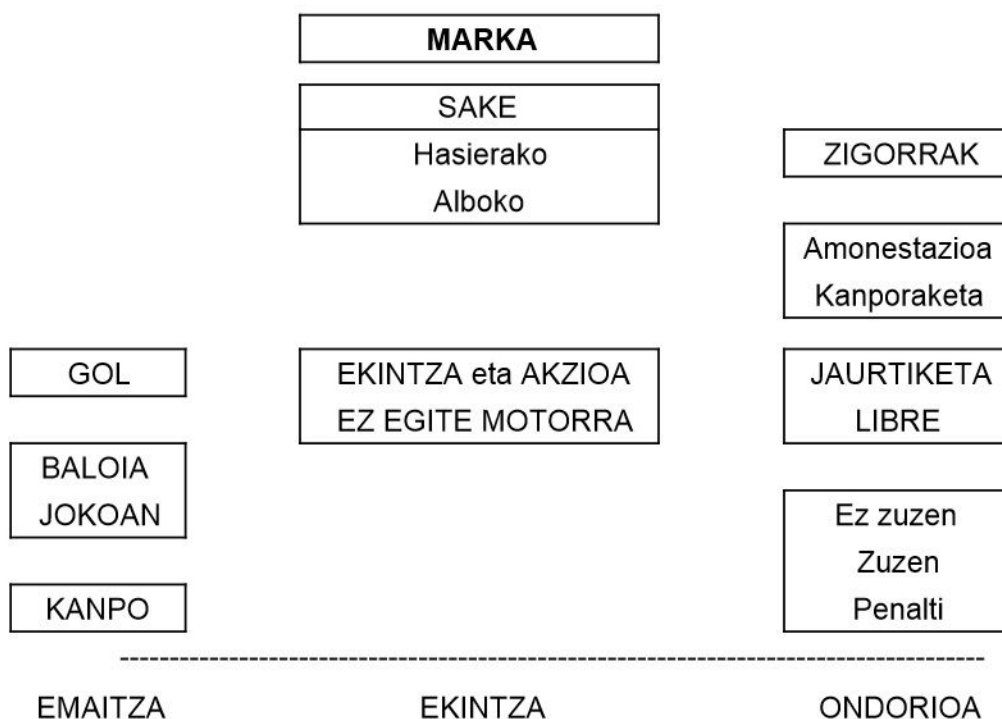 MARKA
SAKE
Hasierako
Alboko
ZIGORRAK
Amonestazioa
Kanporaketa
GOL
EKINTZA eta AKZIOA
EZ EGITE MOTORRA
JAURTIKETA
LIBRE
BALOIA
JOKOAN
Ez zuzen
Zuzen
Penalti
KANPO
EMAITZA
EKINTZA
ONDORIOA